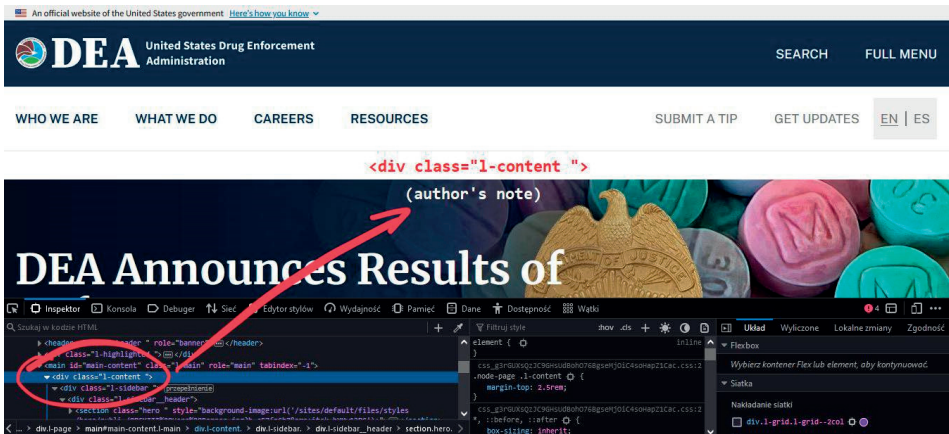 An official website of the United States government Here's how you know
DEA United States Drug Enforcement
Administration
SEARCH FULL MENU
WHO WE ARE WHAT WE DO CAREERS RESOURCES SUBMIT A TIP GET UPDATES EN | ES
<div class="l-content ">
(author's note)
DEA Announces Results of
Inspektor Konsola Debuger Sieć Edytor stylów Wydajność Pamięć Dane Dostępność Wątki 4
Szukaj w kodzie HTML
<header " role="banner" </header>
class="l-highlighted </div>
<main id="main-content" class="l-main" role="main" tabindex="-1">
<div class="l-content ">
<div class="l-sidebar przepełnienie
<div class="l-sidebar__header">
<section class="hero " style="background-image:url('/sites/default/files/styles
... > div.l-page > main#main-content.l-main > div.l-content. > div.l-sidebar. > div.l-sidebar__header > section.hero. >
Filtruj style :hov .cls +
element { inline
}
.node-page .l-content {
margin-top: 2.5rem;
}
*, ::before, ::after {
box-sizing: inherit;
Układ Wyliczone Lokalne zmiany Zgodność
Flexbox
Wybierz kontener Flex lub element, aby kontynuować.
Siatka
Nakładanie siatki
div.l-grid.l-grid--2col